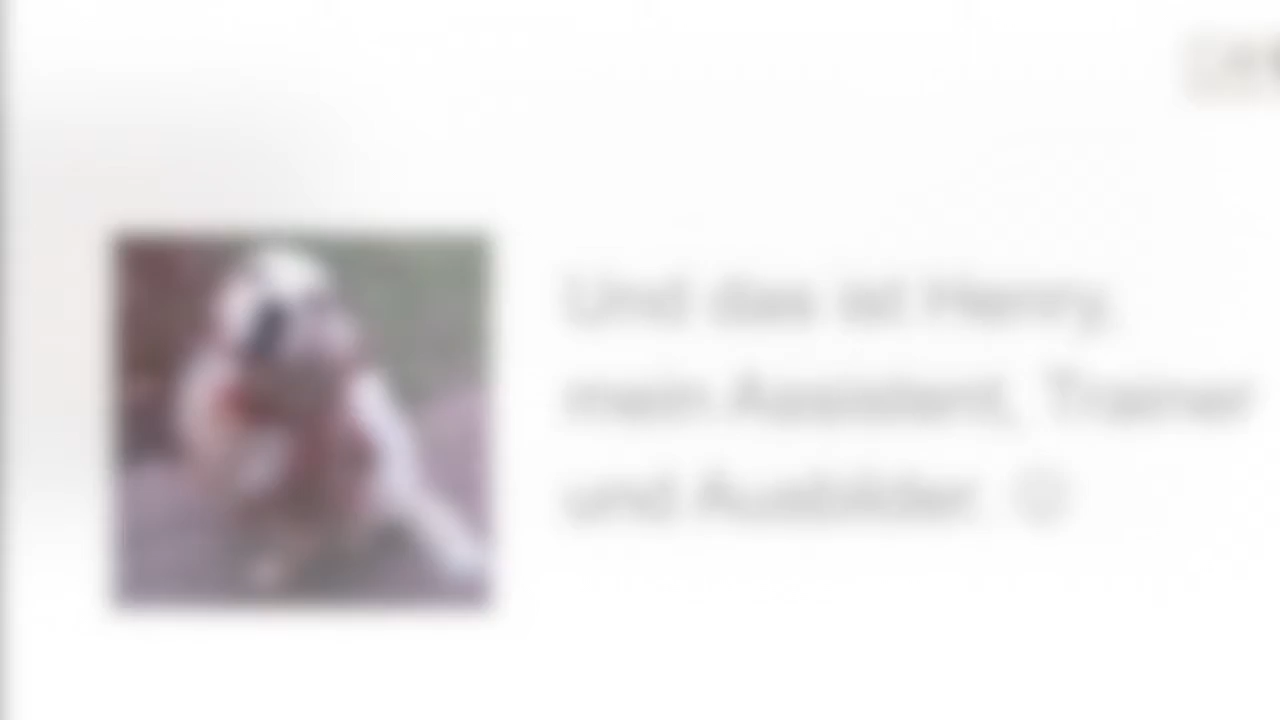 Und das ist Henry,
mein Assistent, Trainer
und Ausbilder. ☺